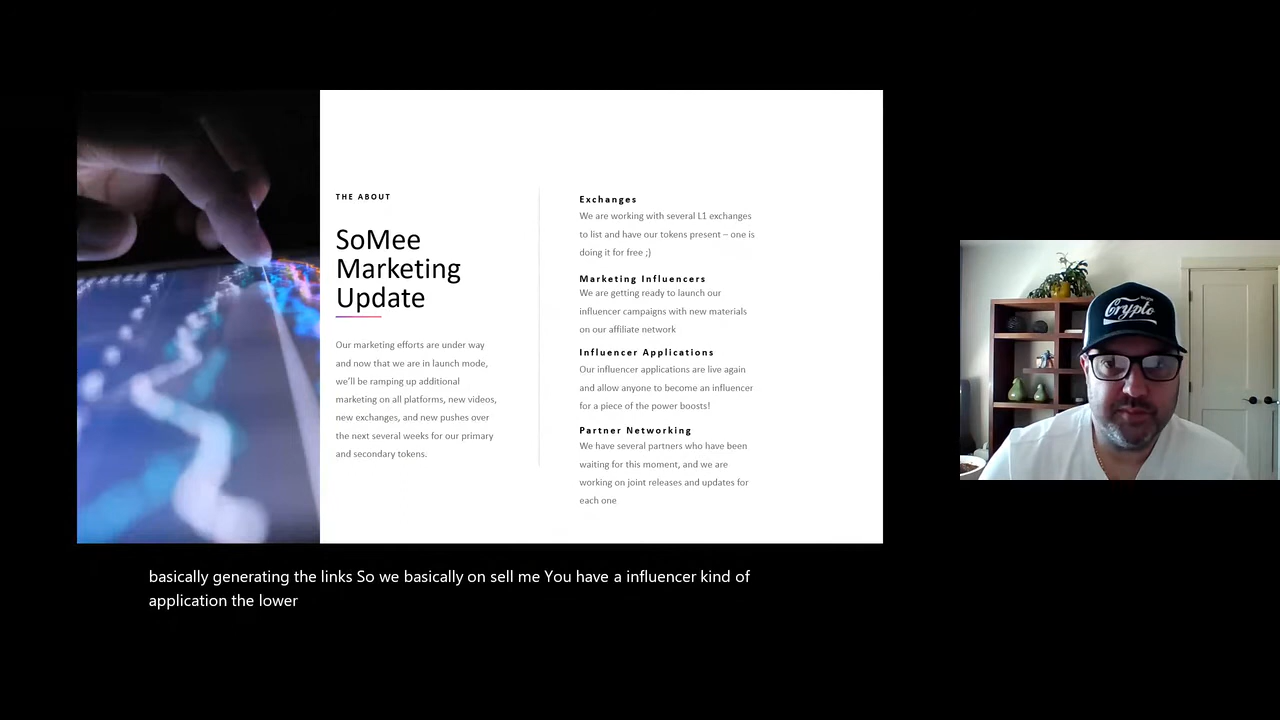 THE ABOUT
SoMee
Marketing
Update
Our marketing efforts are under way
and now that we are in launch mode,
we'll be ramping up additional
marketing on all platforms, new videos,
new exchanges, and new pushes over
the next several weeks for our primary
and secondary tokens.
Exchanges
We are working with several L1 exchanges
to list and have our tokens present – one is
doing it for free ;)
Marketing Influencers
We are getting ready to launch our
influencer campaigns with new materials
on our affiliate network
Influencer Applications
Our influencer applications are live again
and allow anyone to become an influencer
for a piece of the power boosts!
Partner Networking
We have several partners who have been
waiting for this moment, and we are
working on joint releases and updates for
each one
Crypto
basically generating the links So we basically on sell me You have a influencer kind of
application the lower